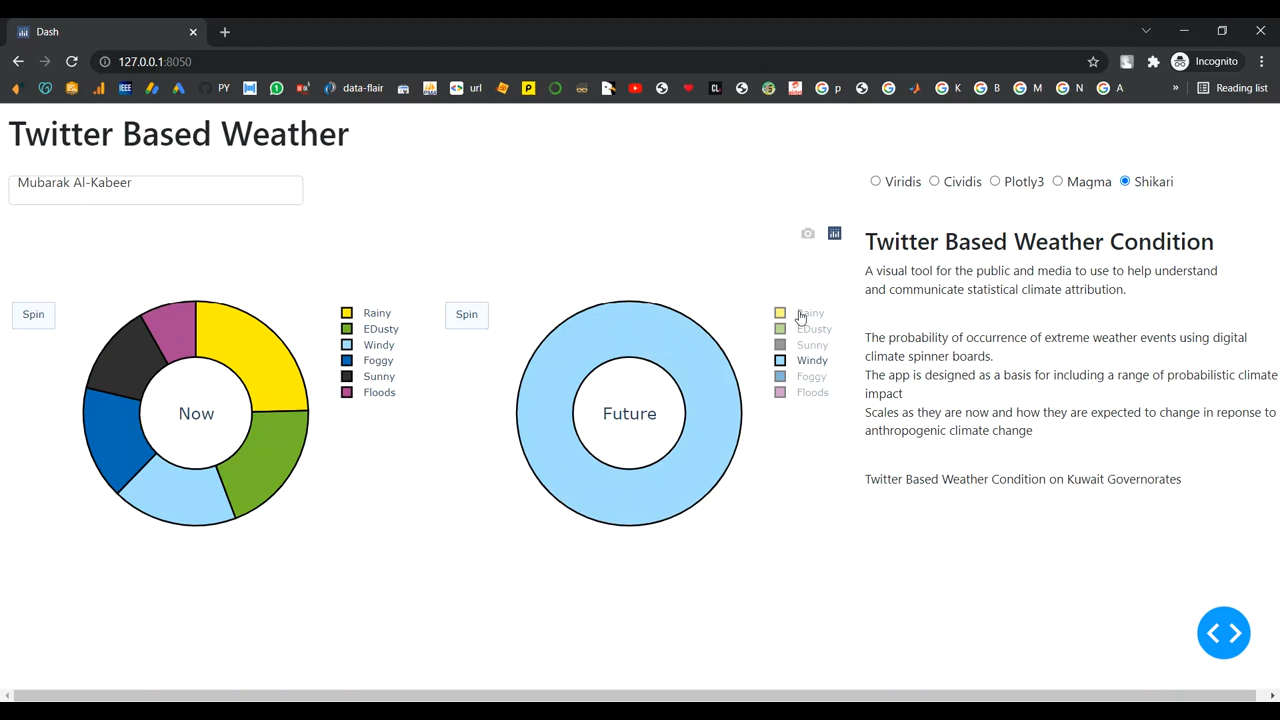 Dash
127.0.0.1:8050
Incognito
PY
data-flair
url
p
K
B
M
N
A
»
Reading list
Twitter Based Weather
Mubarak Al-Kabeer
Viridis
Cividis
Plotly3
Magma
Shikari
Twitter Based Weather Condition
A visual tool for the public and media to use to help understand
and communicate statistical climate attribution.
The probability of occurrence of extreme weather events using digital
climate spinner boards.
The app is designed as a basis for including a range of probabilistic climate
impact
Scales as they are now and how they are expected to change in reponse to
anthropogenic climate change
Twitter Based Weather Condition on Kuwait Governorates
Spin
Now
Rainy
EDusty
Windy
Foggy
Sunny
Floods
Spin
Future
Rainy
EDusty
Sunny
Windy
Foggy
Floods